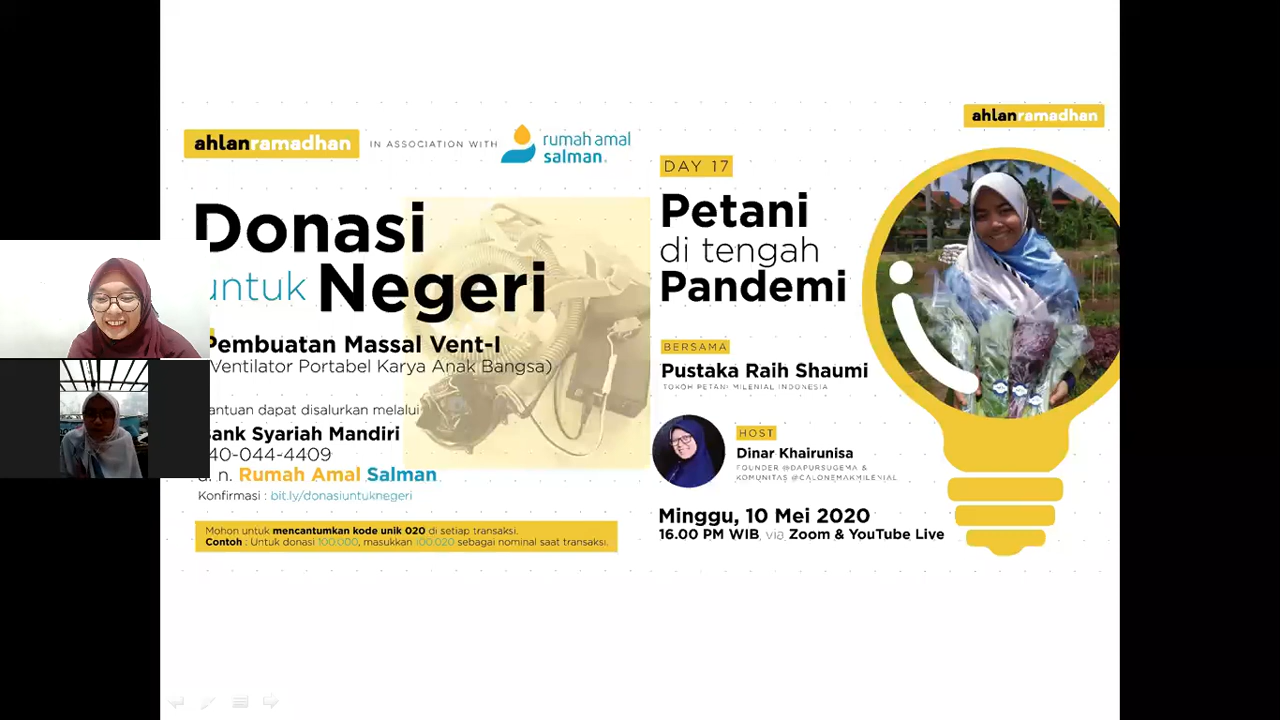 ahlanramadhan IN ASSOCIATION WITH rumah amal
salman
Donasi
untuk Negeri
Pembuatan Massal Vent-I
Ventilator Portabel Karya Anak Bangsa)
antuan dapat disalurkan melalui
ank Syariah Mandiri
40-044-4409
n. Rumah Amal Salman
Konfirmasi : bit.ly/donasiuntuknegeri
Mohon untuk mencantumkan kode unik 020 di setiap transaksi.
Contoh : Untuk donasi 100.000, masukkan 100.020 sebagai nominal saat transaksi.
ahlanramadhan
DAY 17
Petani
di tengah
Pandemi
BERSAMA
Pustaka Raih Shaumi
TOKOH PETANI MILENIAL INDONESIA
HOST
Dinar Khairunisa
FOUNDER @DAPURSUGEMA &
KOMUNITAS @CALONEMAKMILENIAL
Minggu, 10 Mei 2020
16.00 PM WIB via Zoom & YouTube Live